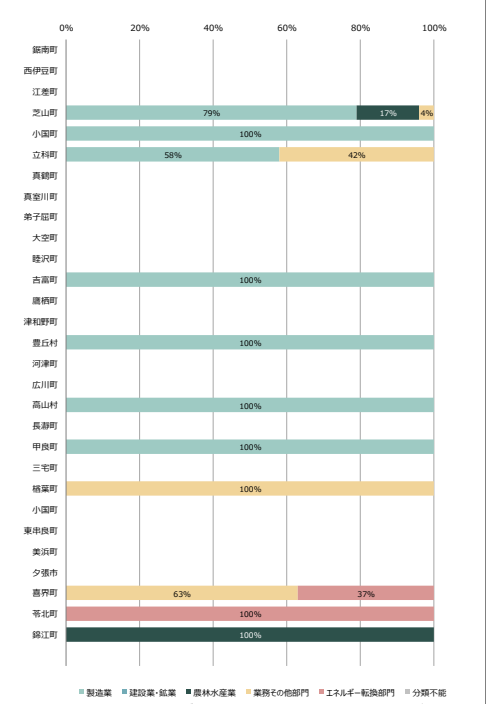 0% 20% 40% 60% 80% 100%
鋸南町
西伊豆町
江差町
芝山町 79% 17% 4%
小国町 100%
立科町 58% 42%
真鶴町
真室川町
弟子屈町
大空町
睦沢町
吉富町 100%
鷹栖町
津和野町
豊丘村 100%
河津町
広川町
高山村 100%
長瀞町
甲良町 100%
三宅町
楢葉町 100%
小国町
東串良町
美浜町
夕張市
喜界町 63% 37%
苓北町 100%
錦江町 100%
製造業 建設業・鉱業 農林水産業 業務その他部門 エネルギー転換部門 分類不能